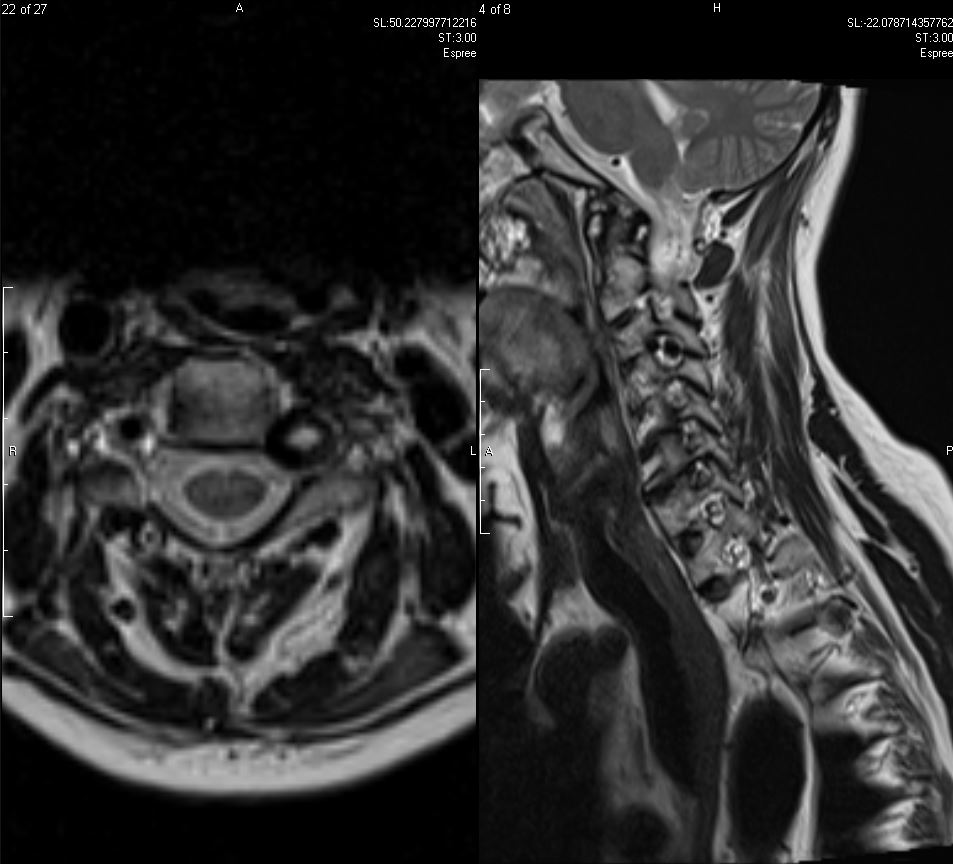 22 of 27
A
SL:50.227997712216
ST:3.00
Espree
R
L
4 of 8
H
SL:-22.078714357762
ST:3.00
Espree
A
P